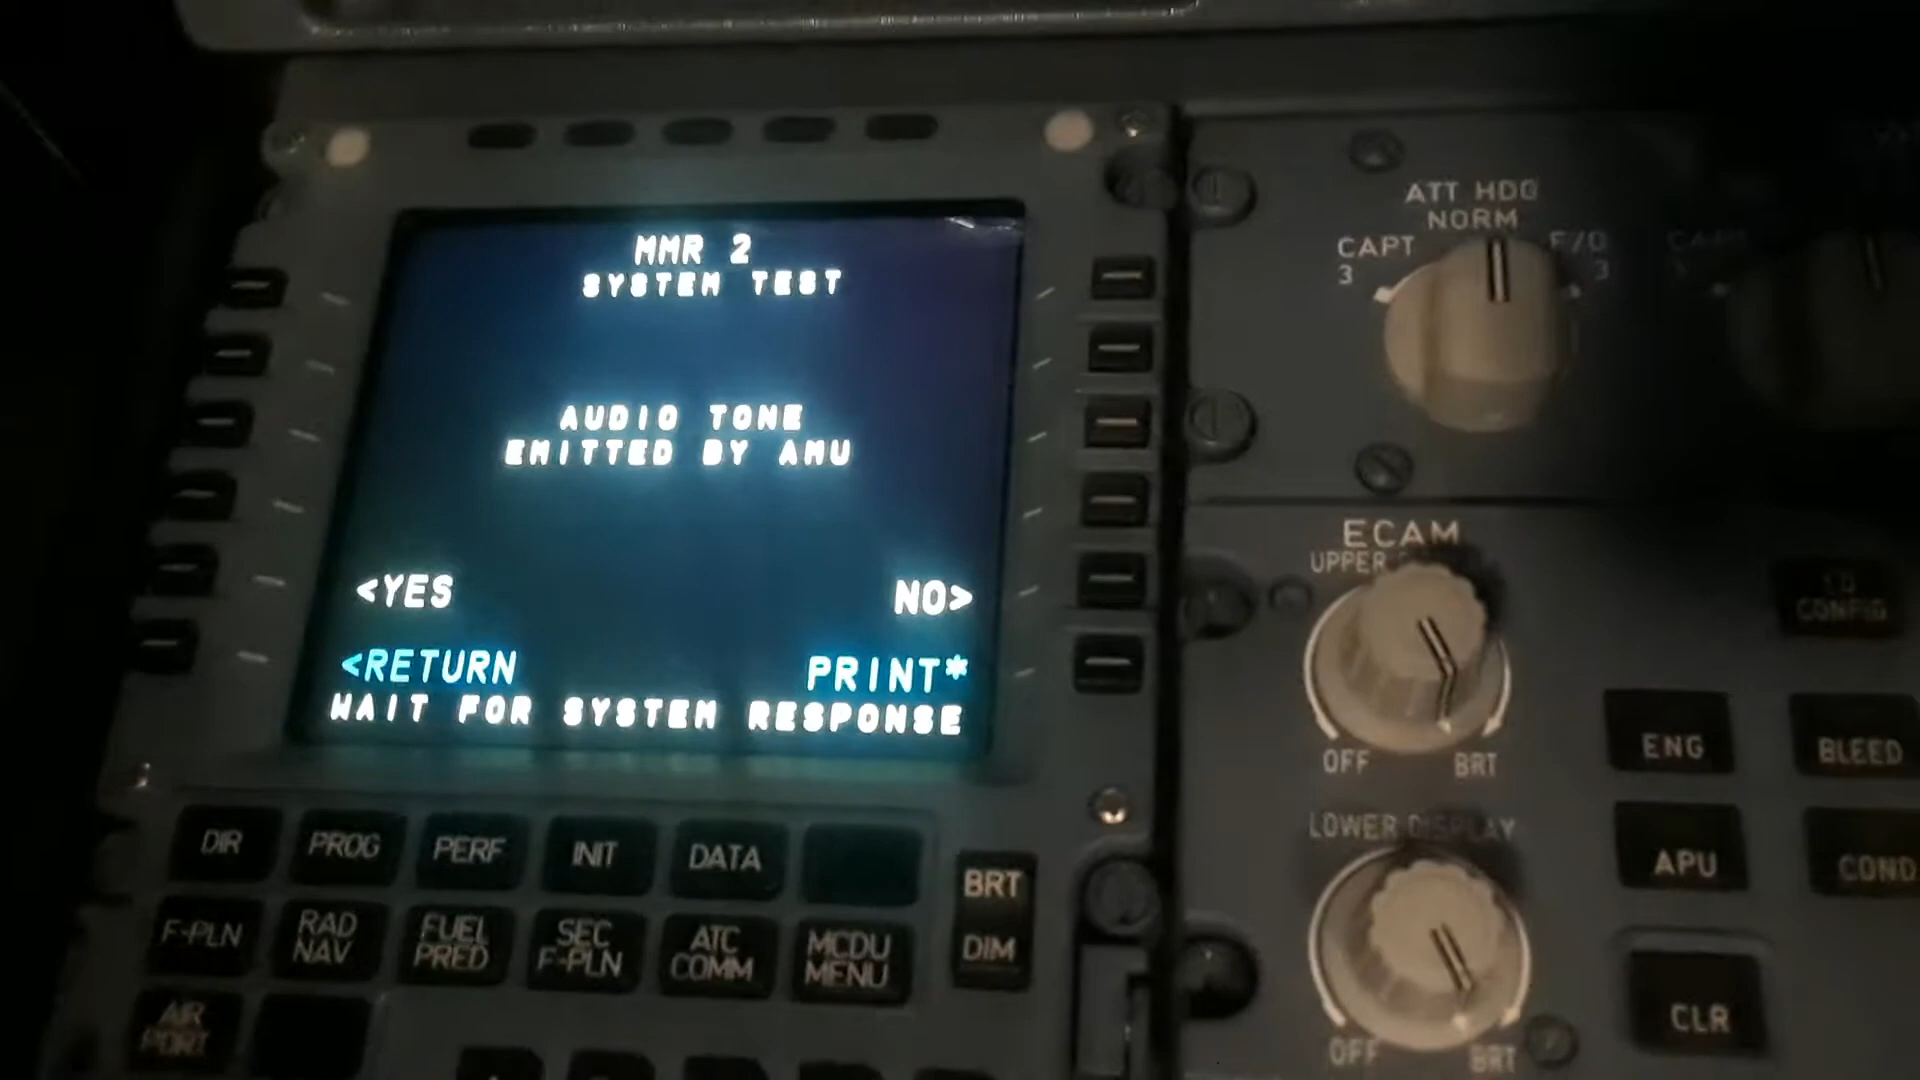 MMR 2
SYSTEM TEST
AUDIO TONE
EMITTED BY AMU
<YES NO>
<RETURN PRINT*
WAIT FOR SYSTEM RESPONSE
DIR PROG PERF INIT DATA
BRT
DIM
F-PLN RAD NAV FUEL PRED SEC F-PLN ATC COMM MCDU MENU
AIR PORT
ATT HDG
NORM
CAPT F/O
3 3
ECAM
UPPER
OFF BRT
LOWER DISPLAY
OFF BRT
CONFIG
ENG BLEED
APU COND
CLR